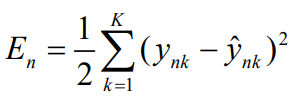 E_n = \frac{1}{2} \sum_{k=1}^{K} (y_{nk} - \hat{y}_{nk})^2